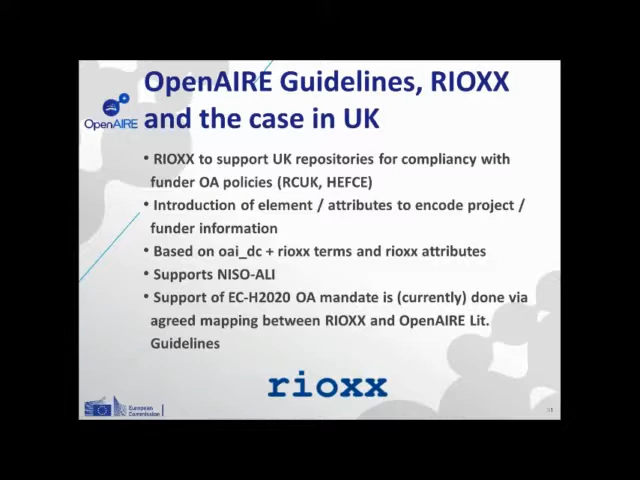 OpenAIRE Guidelines, RIOXX
and the case in UK
OpenAIRE
• RIOXX to support UK repositories for compliancy with
funder OA policies (RCUK, HEFCE)
• Introduction of element / attributes to encode project /
funder information
• Based on oai_dc + rioxx terms and rioxx attributes
• Supports NISO-ALI
• Support of EC-H2020 OA mandate is (currently) done via
agreed mapping between RIOXX and OpenAIRE Lit.
Guidelines
rioxx
European
Commission